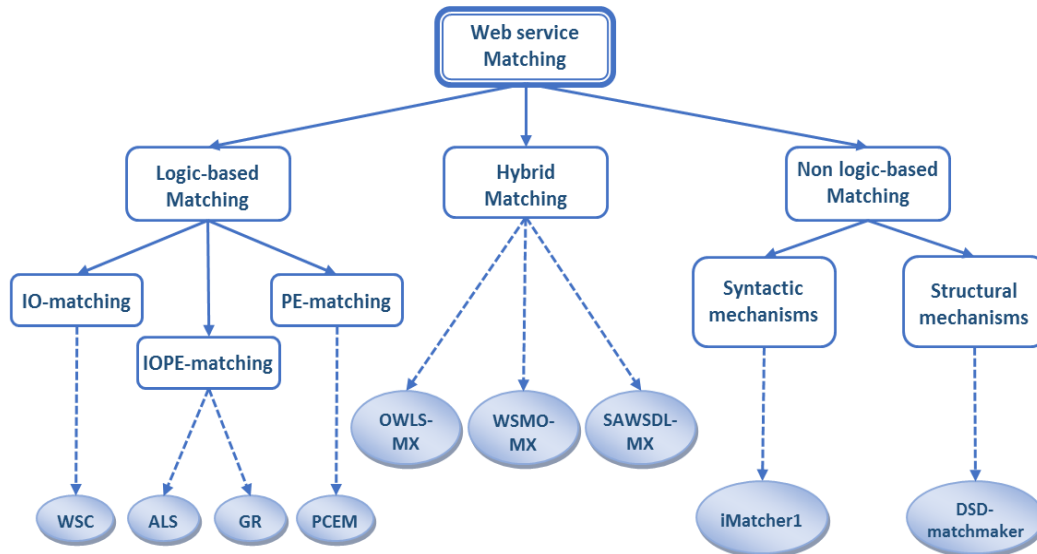 Web service
Matching
Logic-based
Matching
Hybrid
Matching
Non logic-based
Matching
IO-matching
PE-matching
Syntactic
mechanisms
Structural
mechanisms
IOPE-matching
OWLS-
MX
WSMO-
MX
SAWSDL-
MX
WSC
ALS
GR
PCEM
iMatcher1
DSD-
matchmaker